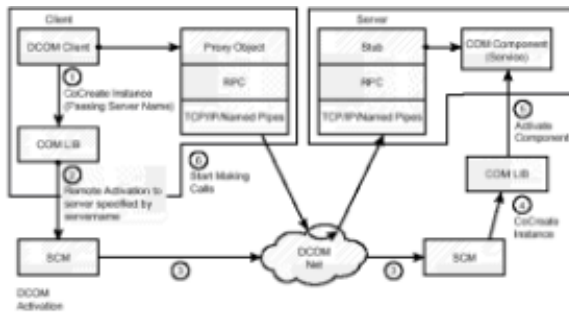 Client
DCOM Client
Proxy Object
RPC
TCP/IP/Named Pipes
1
CoCreate Instance
(Passing Server Name)
COM LIB
2
Remote Activation to
server specified by
servername
SCM
DCOM
Activation
6
Start Making
Calls
3
DCOM
Net
Server
Stub
RPC
TCP/IP/Named Pipes
COM Component
(Service)
5
Activate
Component
COM LIB
4
CoCreate
Instance
3
SCM